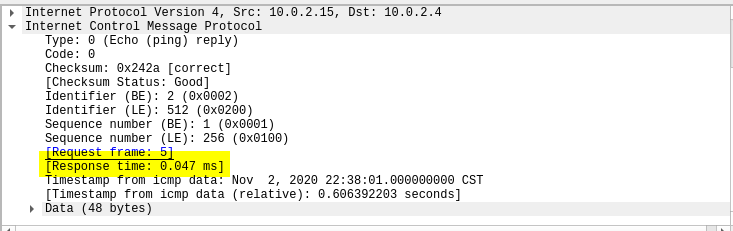 Internet Protocol Version 4, Src: 10.0.2.15, Dst: 10.0.2.4
Internet Control Message Protocol
Type: 0 (Echo (ping) reply)
Code: 0
Checksum: 0x242a [correct]
[Checksum Status: Good]
Identifier (BE): 2 (0x0002)
Identifier (LE): 512 (0x0200)
Sequence number (BE): 1 (0x0001)
Sequence number (LE): 256 (0x0100)
[Request frame: 5]
[Response time: 0.047 ms]
Timestamp from icmp data: Nov  2, 2020 22:38:01.000000000 CST
[Timestamp from icmp data (relative): 0.606392203 seconds]
Data (48 bytes)